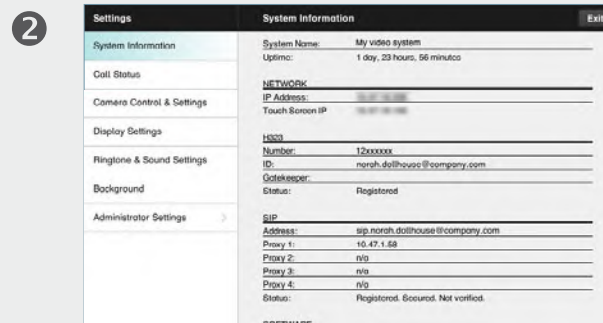 2
Settings
System Information
Exit
System Information
Call Status
Camera Control & Settings
Display Settings
Ringtone & Sound Settings
Background
Administrator Settings
System Name: My video system
Uptime: 1 day, 23 hours, 56 minutes
NETWORK
IP Address:
Touch Screen IP
H323
Number: 12xxxxxx
ID: norah.dollhouse@company.com
Gatekeeper:
Status: Registered
SIP
Address: sip.norah.dollhouse@company.com
Proxy 1: 10.47.1.58
Proxy 2: n/a
Proxy 3: n/a
Proxy 4: n/a
Status: Registered. Secured. Not verified.
SOFTWARE